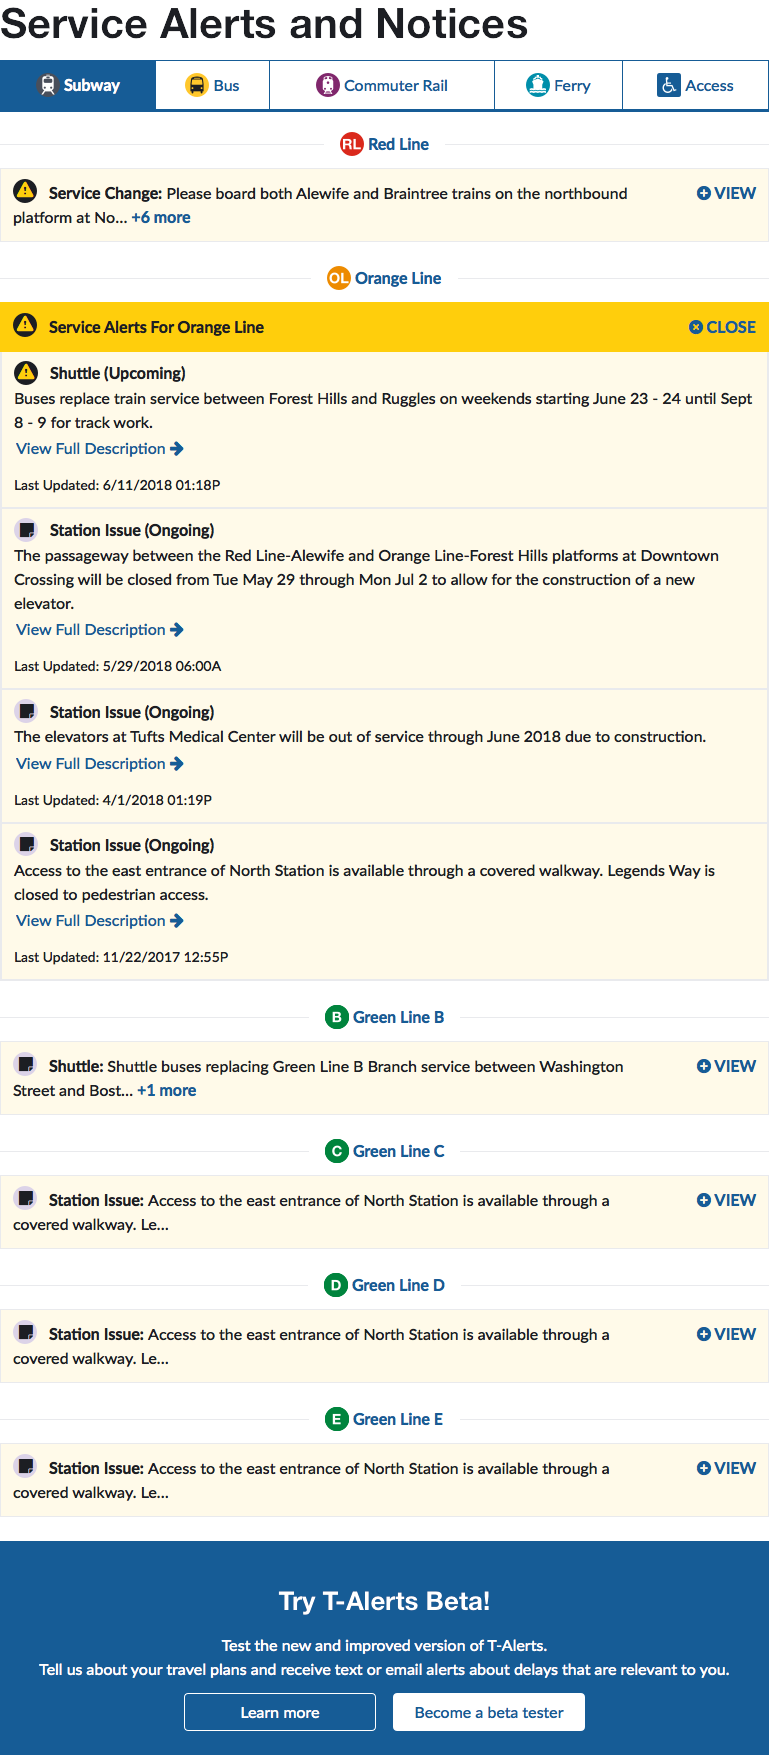 Service Alerts and Notices
Subway Bus Commuter Rail Ferry Access
RL Red Line
Service Change: Please board both Alewife and Braintree trains on the northbound VIEW
platform at No... +6 more
OL Orange Line
Service Alerts For Orange Line CLOSE
Shuttle (Upcoming)
Buses replace train service between Forest Hills and Ruggles on weekends starting June 23 - 24 until Sept
8 - 9 for track work.
View Full Description
Last Updated: 6/11/2018 01:18P
Station Issue (Ongoing)
The passageway between the Red Line-Alewife and Orange Line-Forest Hills platforms at Downtown
Crossing will be closed from Tue May 29 through Mon Jul 2 to allow for the construction of a new
elevator.
View Full Description
Last Updated: 5/29/2018 06:00A
Station Issue (Ongoing)
The elevators at Tufts Medical Center will be out of service through June 2018 due to construction.
View Full Description
Last Updated: 4/1/2018 01:19P
Station Issue (Ongoing)
Access to the east entrance of North Station is available through a covered walkway. Legends Way is
closed to pedestrian access.
View Full Description
Last Updated: 11/22/2017 12:55P
B Green Line B
Shuttle: Shuttle buses replacing Green Line B Branch service between Washington VIEW
Street and Bost... +1 more
C Green Line C
Station Issue: Access to the east entrance of North Station is available through a VIEW
covered walkway. Le...
D Green Line D
Station Issue: Access to the east entrance of North Station is available through a VIEW
covered walkway. Le...
E Green Line E
Station Issue: Access to the east entrance of North Station is available through a VIEW
covered walkway. Le...
Try T-Alerts Beta!
Test the new and improved version of T-Alerts.
Tell us about your travel plans and receive text or email alerts about delays that are relevant to you.
Learn more Become a beta tester